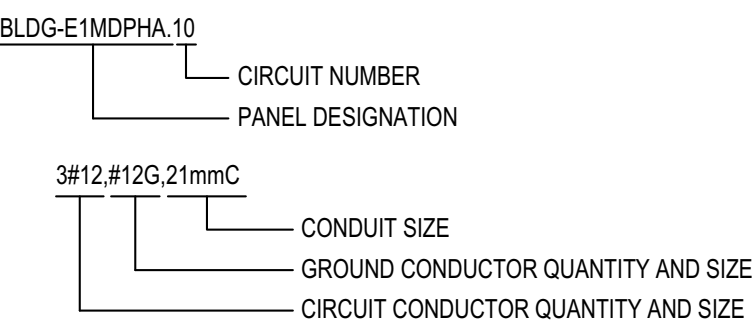 BLDG-E1MDPHA.10
CIRCUIT NUMBER
PANEL DESIGNATION
3#12,#12G,21mmC
CONDUIT SIZE
GROUND CONDUCTOR QUANTITY AND SIZE
CIRCUIT CONDUCTOR QUANTITY AND SIZE